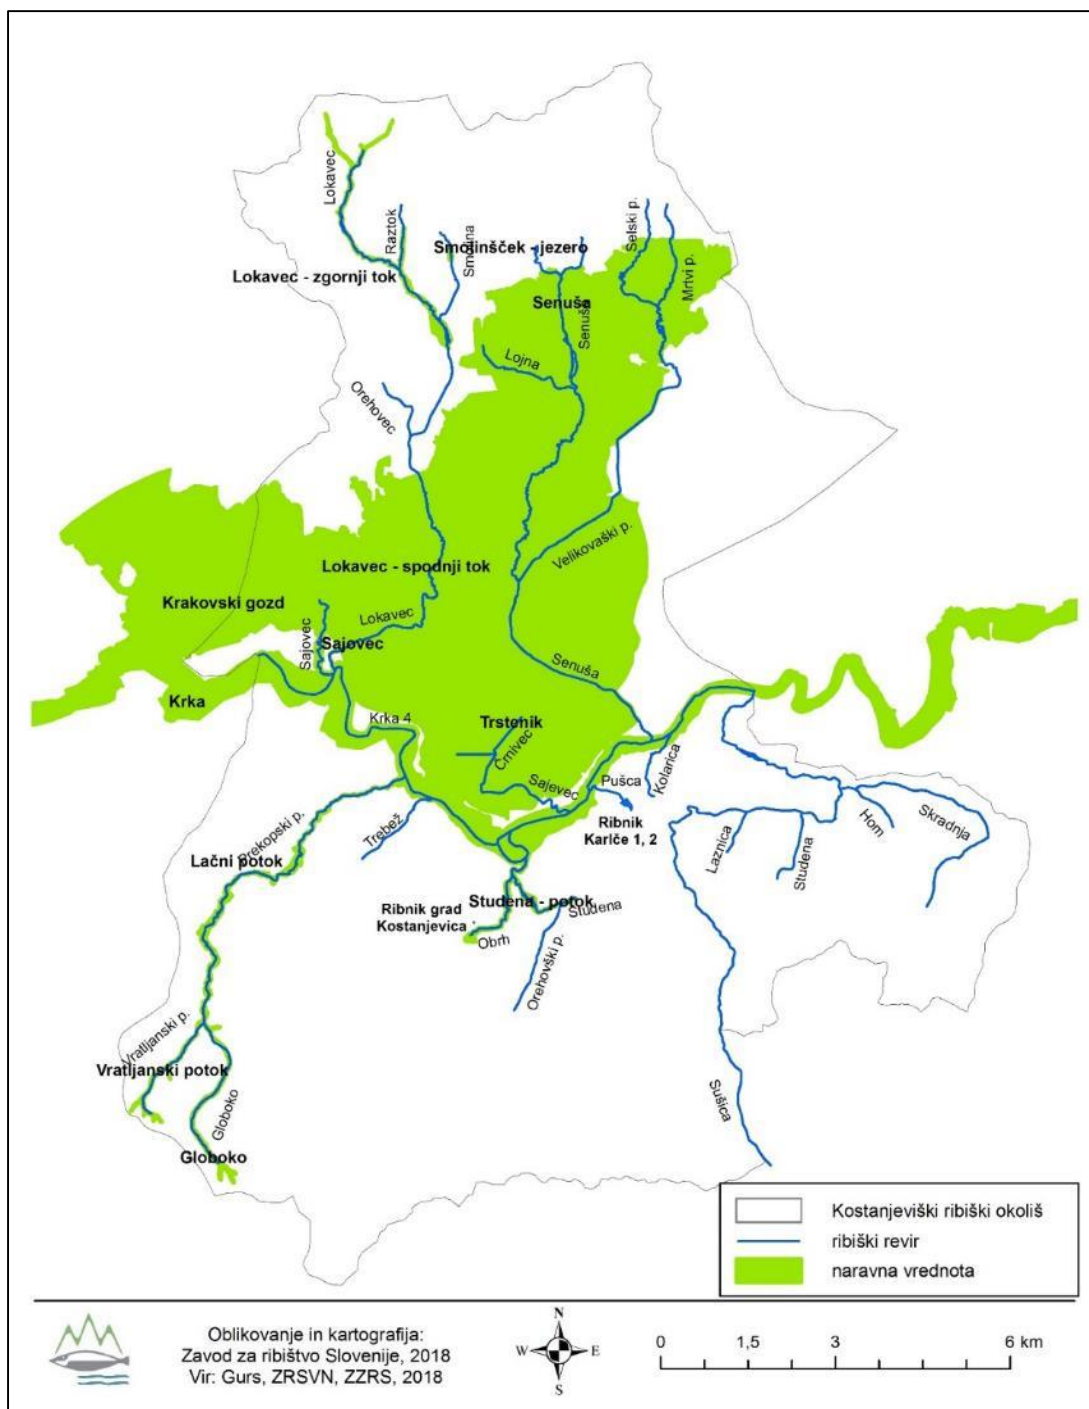 Lokavec
Raztok
Smolina
Smolinšček - jezero
Selski p.
Mrtvi p.
Lokavec - zgornji tok
Senuša
Senuša
Lojna
Orehovec
Velikovaški p.
Lokavec - spodnji tok
Krakovski gozd
Lokavec
Sajovec
Sajovec
Senuša
Krka
Krka 4
Trstenik
Črnivec
Sajevec
Pušca
Kolarica
Ribnik
Kariče 1, 2
Prekopski p.
Trebež
Lačni potok
Laznica
Studena
Hom
Skradnja
Studena - potok
Studena
Ribnik grad
Kostanjevica
Obrh
Orehovški p.
Vratljanski p.
Vratljanski potok
Globoko
Globoko
Sušica
Kostanjeviški ribiški okoliš
ribiški revir
naravna vrednota
Oblikovanje in kartografija:
Zavod za ribištvo Slovenije, 2018
Vir: Gurs, ZRSVN, ZZRS, 2018
N
W E
S
0 1,5 3 6 km